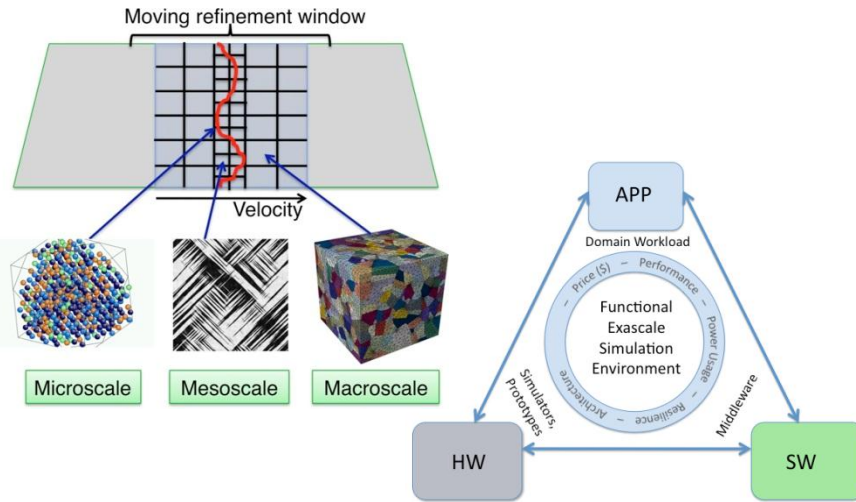 Moving refinement window
Velocity
Microscale
Mesoscale
Macroscale
APP
Domain Workload
– Price ($) – Performance – Power Usage – Resilience – Architecture
Functional
Exascale
Simulation
Environment
Simulators,
Prototypes
Middleware
HW
SW